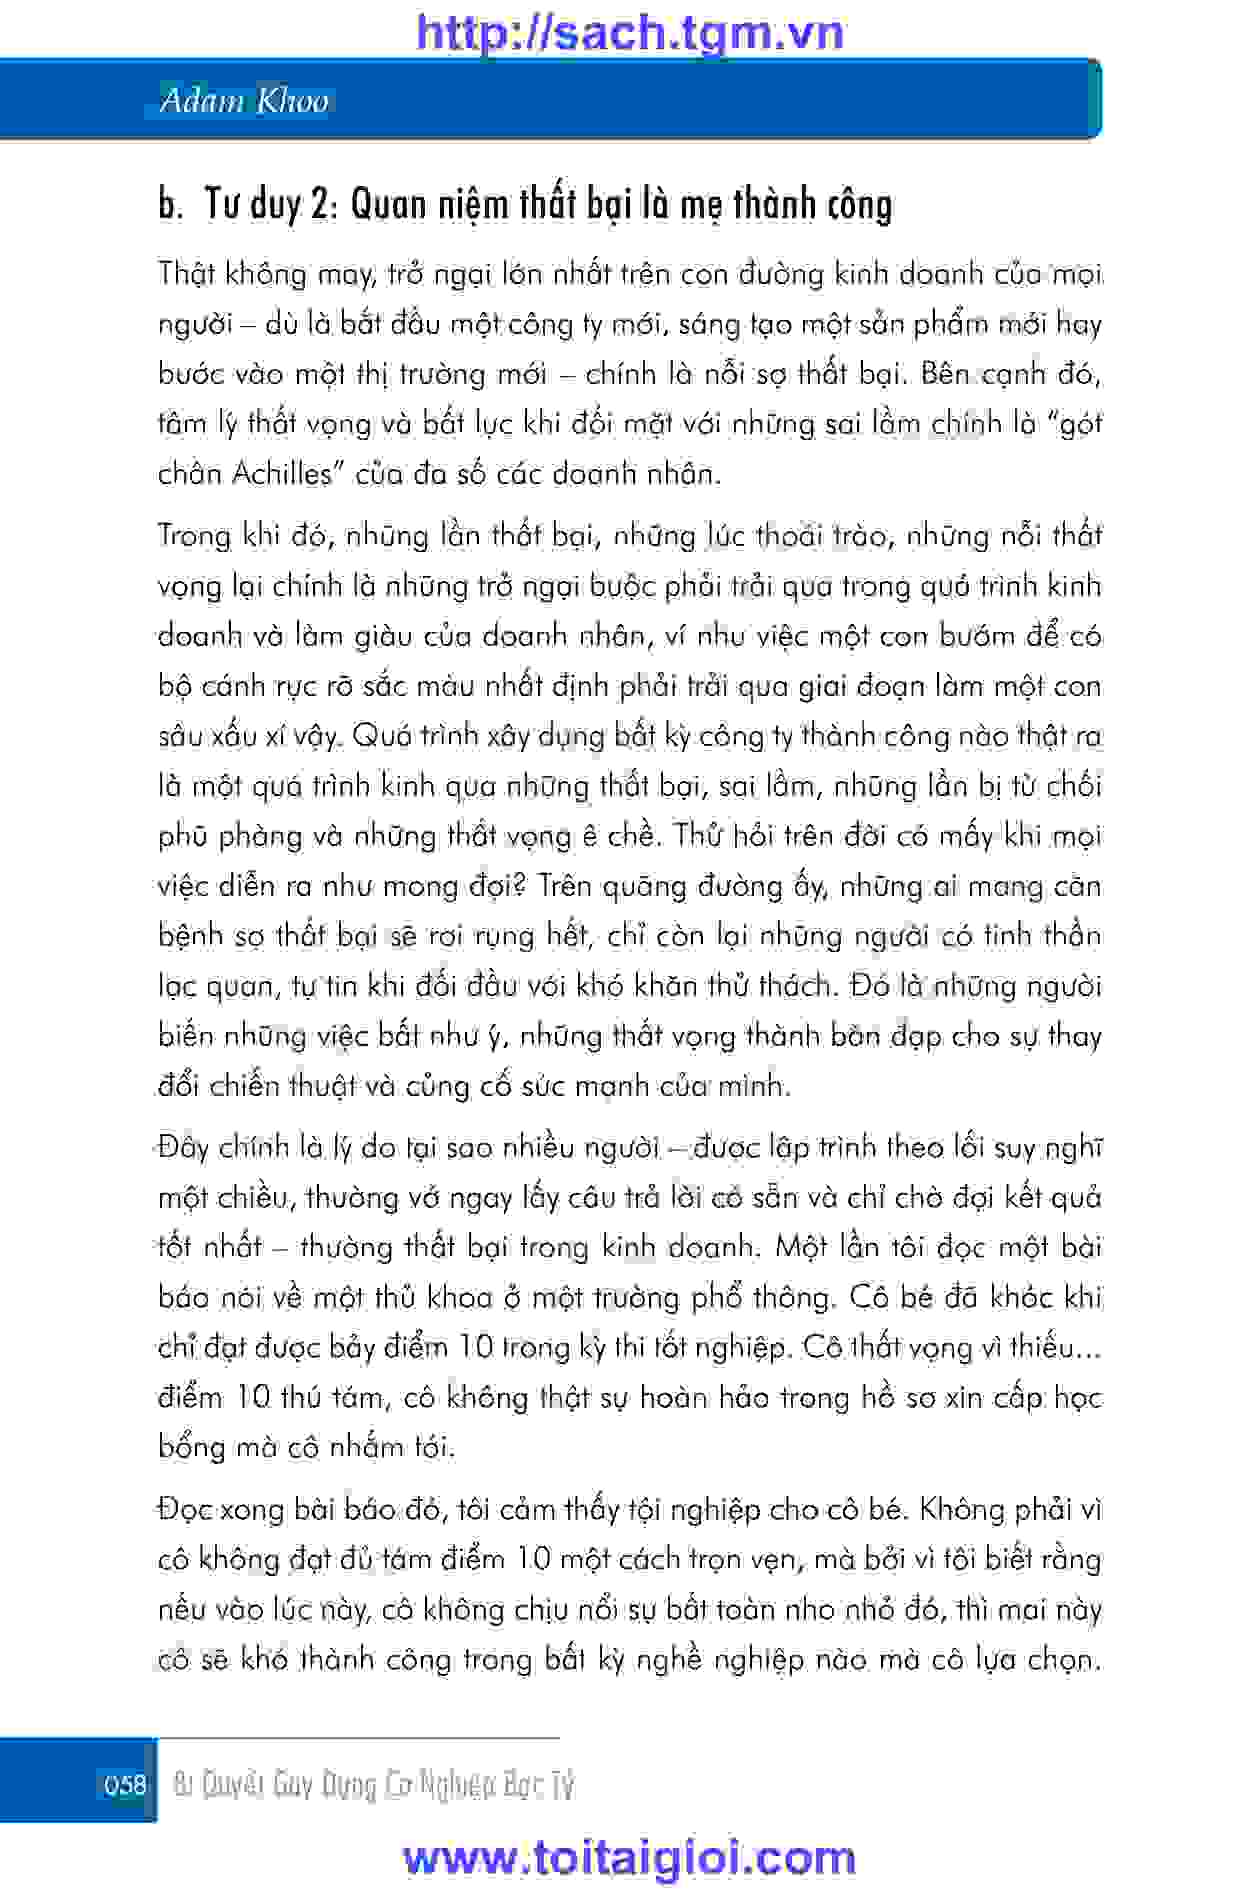 http://sach.tgm.vn
Adam Khoo
b. Tư duy 2: Quan niệm thất bại là mẹ thành công
Thật không may, trở ngại lớn nhất trên con đường kinh doanh của mọi
người – dù là bắt đầu một công ty mới, sáng tạo một sản phẩm mới hay
bước vào một thị trường mới – chính là nỗi sợ thất bại. Bên cạnh đó,
tâm lý thất vọng và bất lực khi đối mặt với những sai lầm chính là “gót
chân Achilles” của đa số các doanh nhân.
Trong khi đó, những lần thất bại, những lúc thoái trào, những nỗi thất
vọng lại chính là những trở ngại buộc phải trải qua trong quá trình kinh
doanh và làm giàu của doanh nhân, ví như việc một con bướm để có
bộ cánh rực rỡ sắc màu nhất định phải trải qua giai đoạn làm một con
sâu xấu xí vậy. Quá trình xây dựng bất kỳ công ty thành công nào thật ra
là một quá trình kinh qua những thất bại, sai lầm, những lần bị từ chối
phũ phàng và những thất vọng ê chề. Thử hỏi trên đời có mấy khi mọi
việc diễn ra như mong đợi? Trên quãng đường ấy, những ai mang căn
bệnh sợ thất bại sẽ rơi rụng hết, chỉ còn lại những người có tinh thần
lạc quan, tự tin khi đối đầu với khó khăn thử thách. Đó là những người
biến những việc bất như ý, những thất vọng thành bàn đạp cho sự thay
đổi chiến thuật và củng cố sức mạnh của mình.
Đây chính là lý do tại sao nhiều người – được lập trình theo lối suy nghĩ
một chiều, thường vớ ngay lấy câu trả lời có sẵn và chỉ chờ đợi kết quả
tốt nhất – thường thất bại trong kinh doanh. Một lần tôi đọc một bài
báo nói về một thủ khoa ở một trường phổ thông. Cô bé đã khóc khi
chỉ đạt được bảy điểm 10 trong kỳ thi tốt nghiệp. Cô thất vọng vì thiếu...
điểm 10 thứ tám, cô không thật sự hoàn hảo trong hồ sơ xin cấp học
bổng mà cô nhắm tới.
Đọc xong bài báo đó, tôi cảm thấy tội nghiệp cho cô bé. Không phải vì
cô không đạt đủ tám điểm 10 một cách trọn vẹn, mà bởi vì tôi biết rằng
nếu vào lúc này, cô không chịu nổi sự bất toàn nho nhỏ đó, thì mai này
cô sẽ khó thành công trong bất kỳ nghề nghiệp nào mà cô lựa chọn.
058 Bí Quyết Gây Dựng Cơ Nghiệp Bạc Tỷ
www.toitaigioi.com